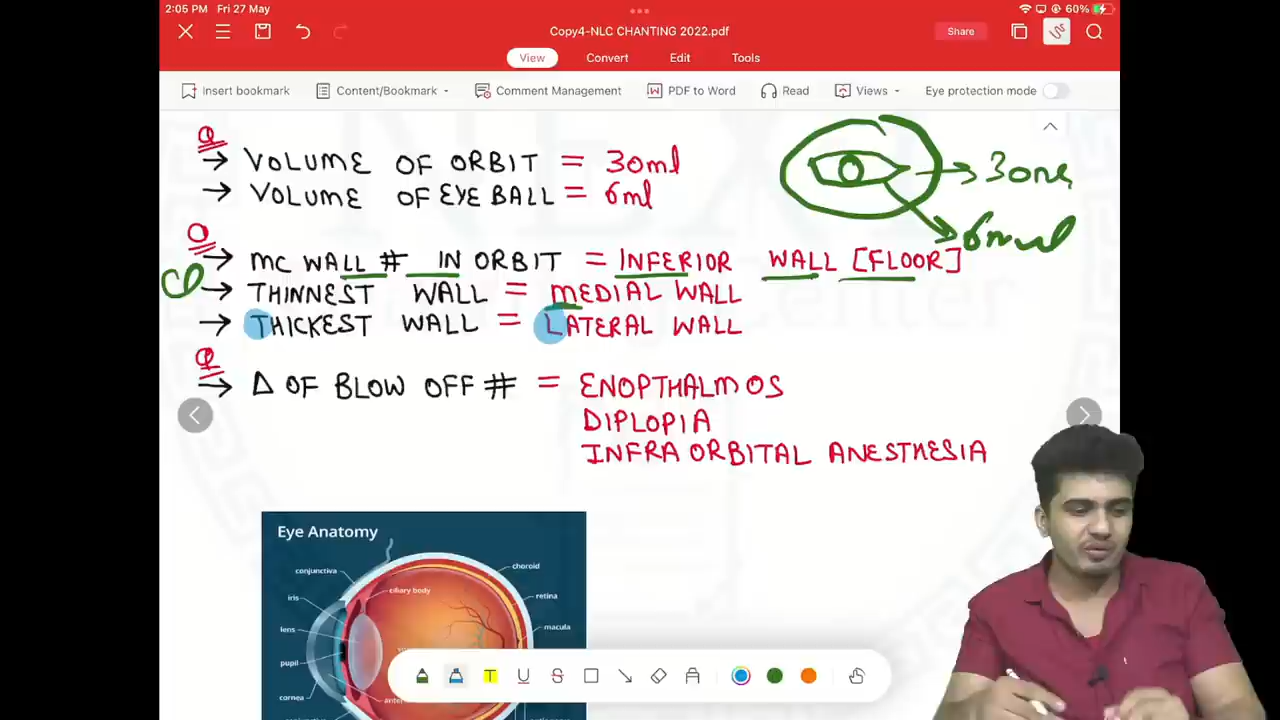 2:05 PM Fri 27 May
60%
Copy4-NLC CHANTING 2022.pdf
Share
View Convert Edit Tools
Insert bookmark Content/Bookmark Comment Management PDF to Word Read Views Eye protection mode
Q
→ VOLUME OF ORBIT = 30ml
→ VOLUME OF EYE BALL = 6ml
30ml
6ml
Q
→ MC WALL # IN ORBIT = INFERIOR WALL [FLOOR]
→ THINNEST WALL = MEDIAL WALL
→ THICKEST WALL = LATERAL WALL
Q
→ Δ OF BLOW OFF # = ENOPTHALMOS
DIPLOPIA
INFRA ORBITAL ANESTHESIA
Eye Anatomy
conjunctiva
choroid
iris
ciliary body
retina
lens
macula
pupil
cornea